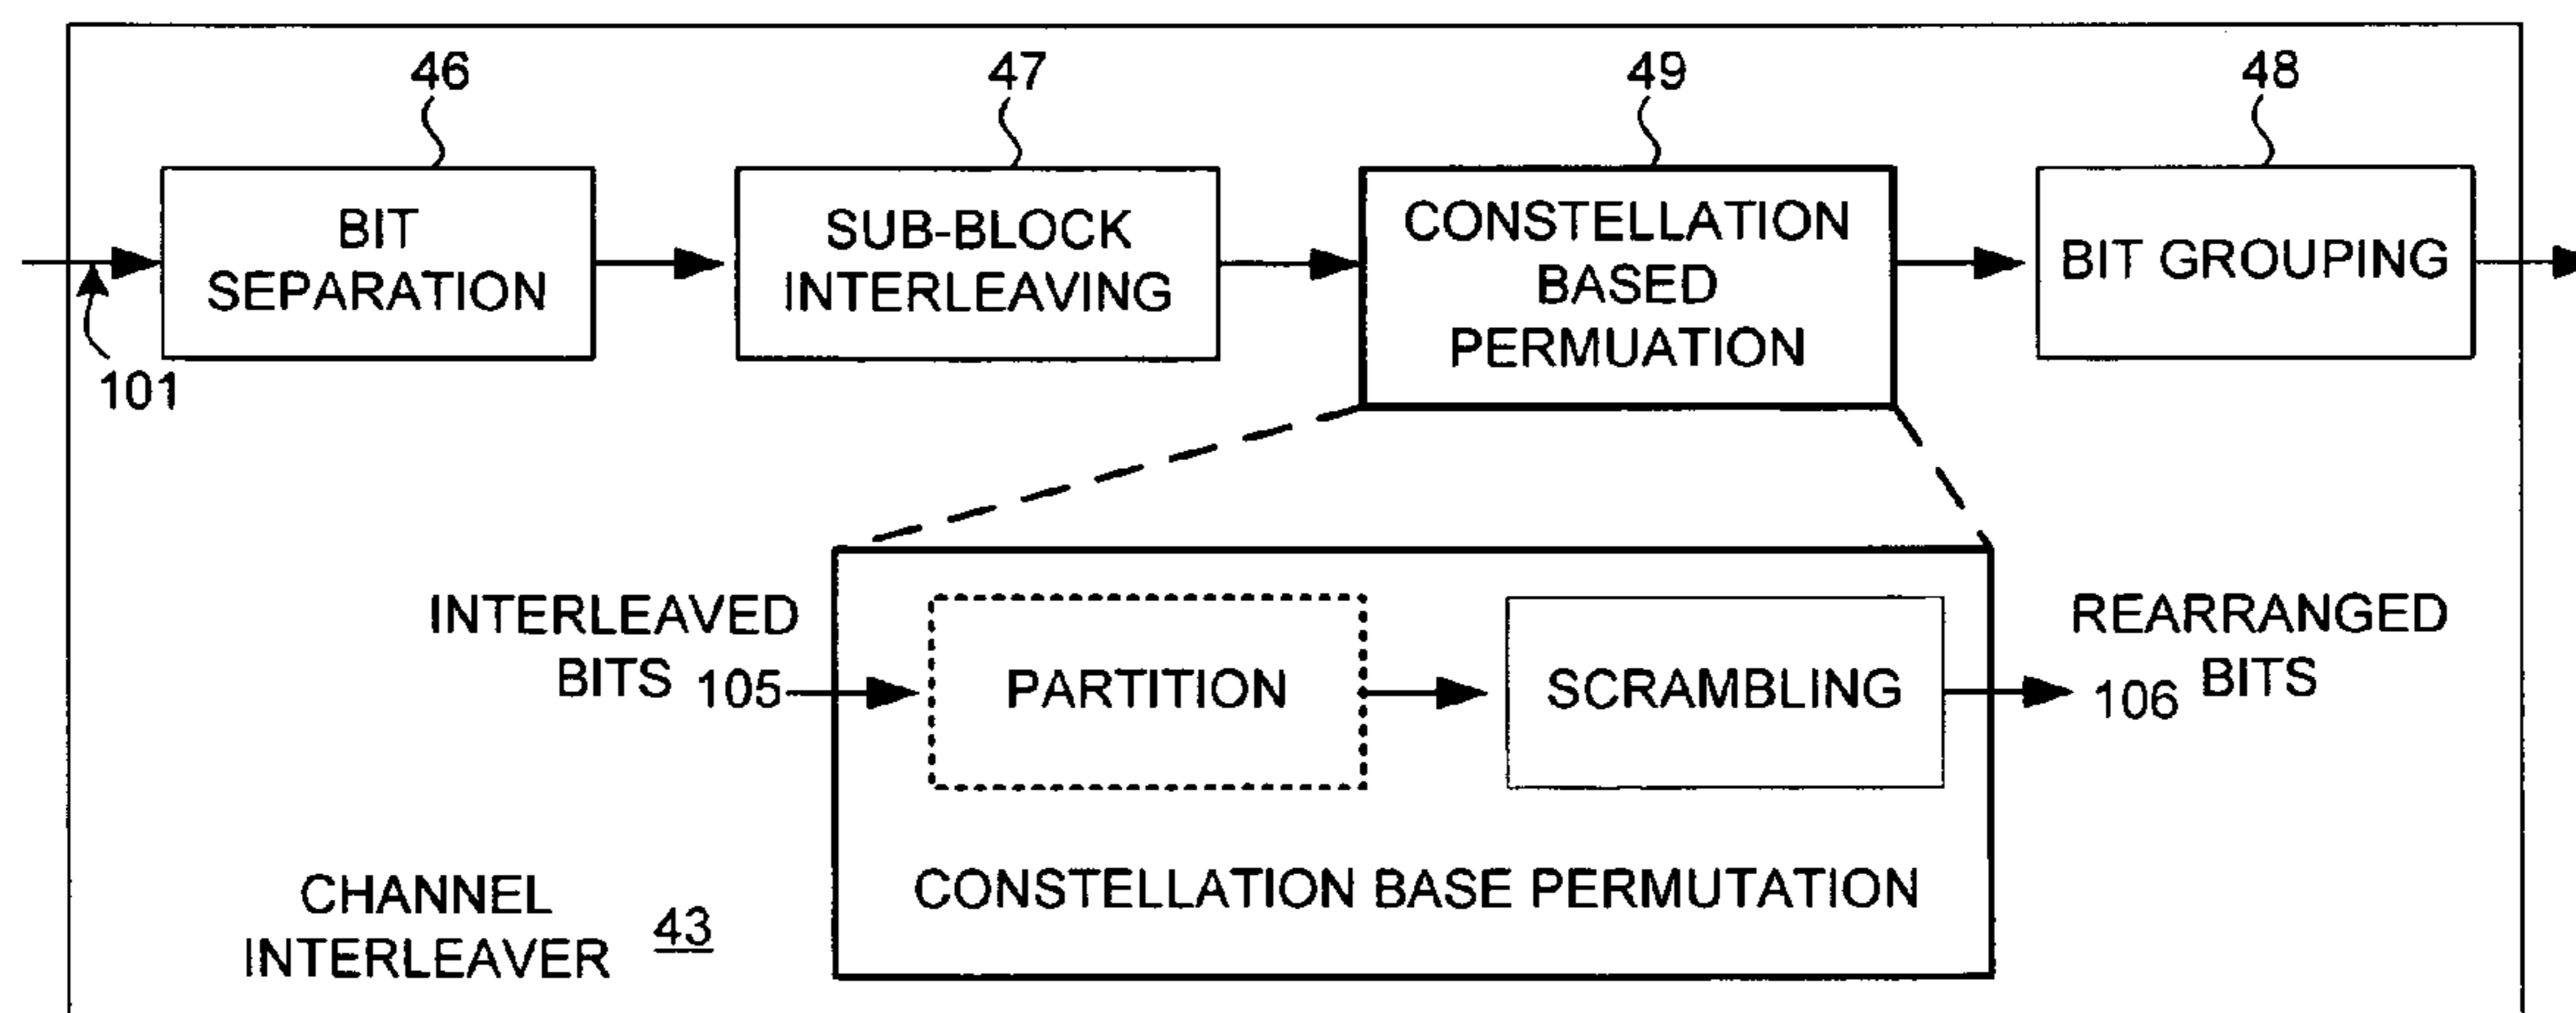 46
47
49
48
BIT
SEPARATION
SUB-BLOCK
INTERLEAVING
CONSTELLATION
BASED
PERMUATION
BIT GROUPING
101
INTERLEAVED
BITS 105
PARTITION
SCRAMBLING
REARRANGED
BITS
106
CONSTELLATION BASE PERMUTATION
CHANNEL
INTERLEAVER 43